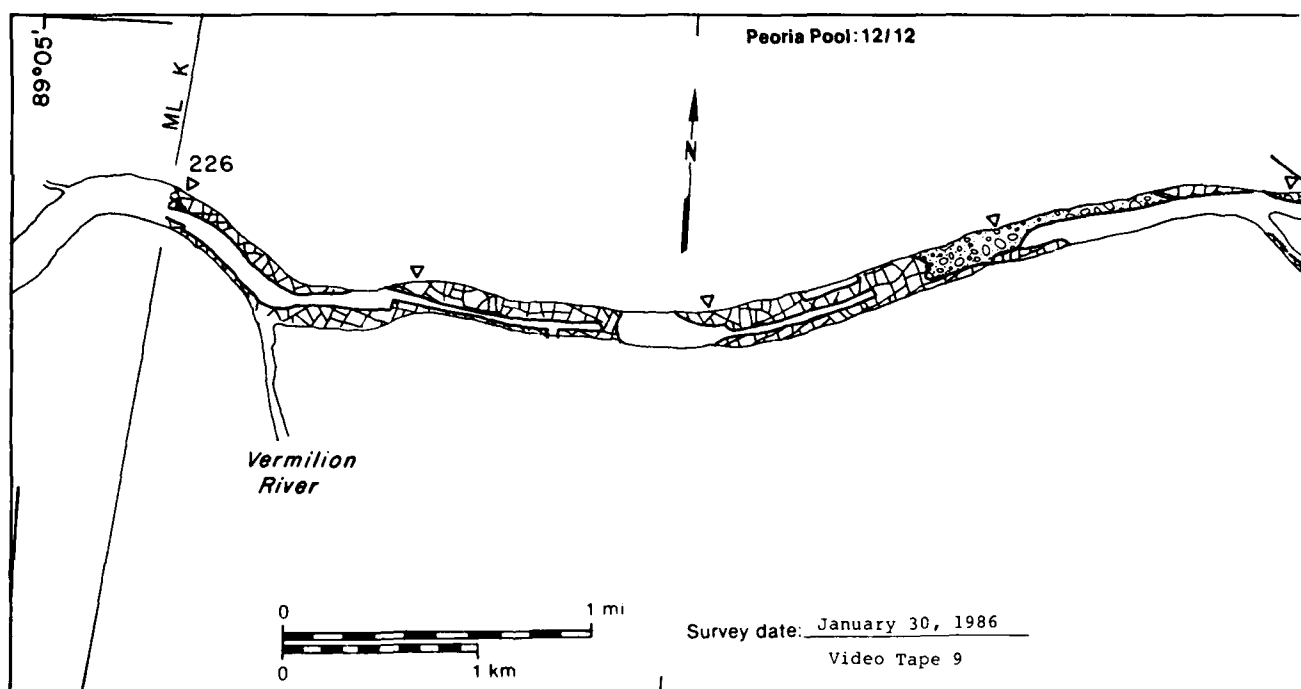 Peoria Pool: 12/12
89°05'
ML K
226
N
Vermilion
River
0 1 mi
0 1 km
Survey date: January 30, 1986
Video Tape 9